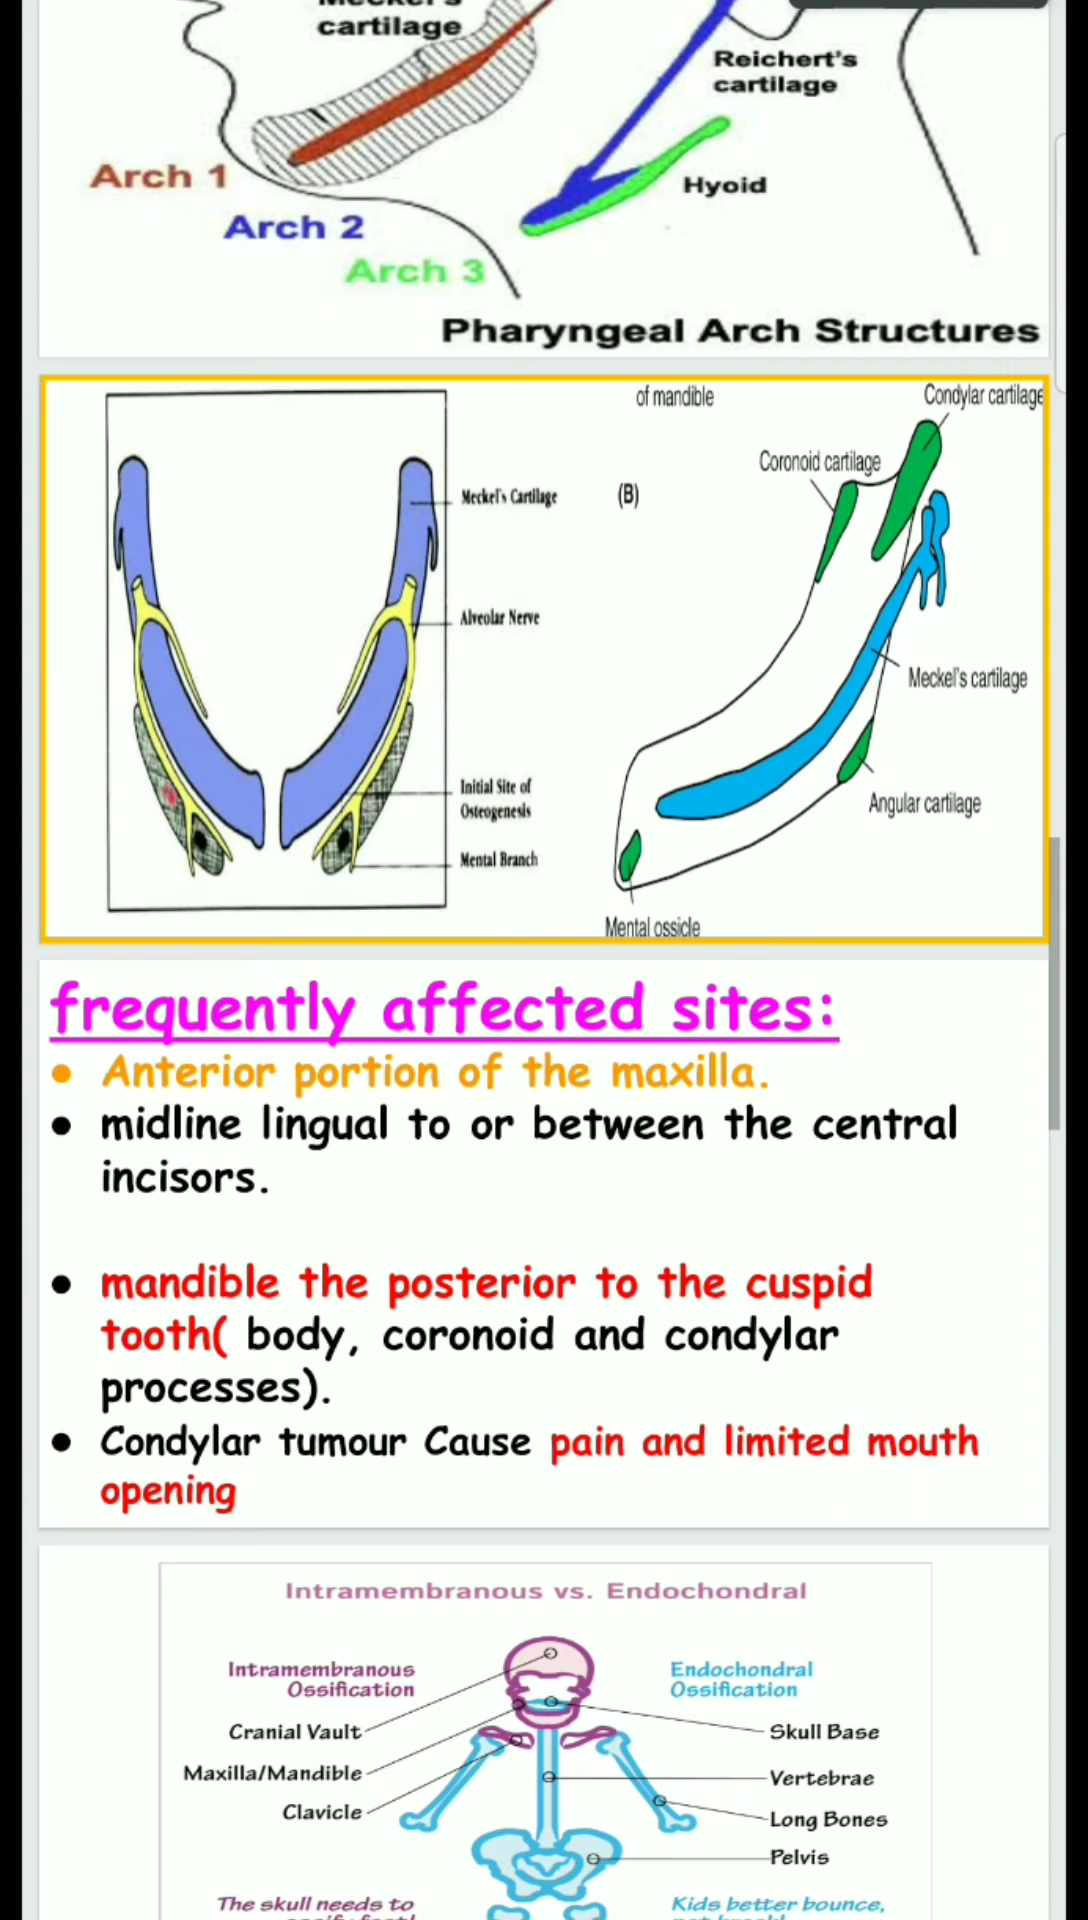 cartilage
Reichert's
cartilage
Arch 1
Hyoid
Arch 2
Arch 3
Pharyngeal Arch Structures
of mandible
Condylar cartilage
Coronoid cartilage
(B)
Meckel's Cartilage
Alveolar Nerve
Meckel's cartilage
Initial Site of
Osteogenesis
Angular cartilage
Mental Branch
Mental ossicle
frequently affected sites:
● Anterior portion of the maxilla.
● midline lingual to or between the central
incisors.
● mandible the posterior to the cuspid
tooth( body, coronoid and condylar
processes).
● Condylar tumour Cause pain and limited mouth
opening
Intramembranous vs. Endochondral
Intramembranous
Ossification
Endochondral
Ossification
Cranial Vault
Skull Base
Maxilla/Mandible
Vertebrae
Clavicle
Long Bones
Pelvis
The skull needs to
Kids better bounce,